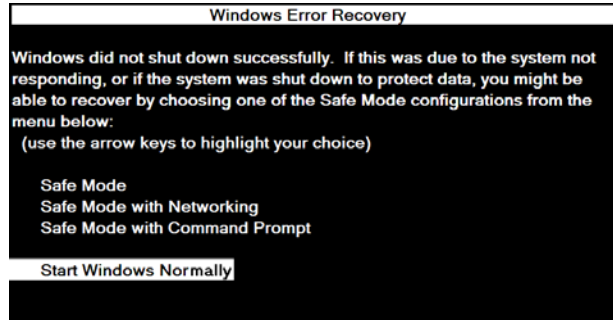 Windows Error Recovery
Windows did not shut down successfully. If this was due to the system not
responding, or if the system was shut down to protect data, you might be
able to recover by choosing one of the Safe Mode configurations from the
menu below:
(use the arrow keys to highlight your choice)
Safe Mode
Safe Mode with Networking
Safe Mode with Command Prompt
Start Windows Normally